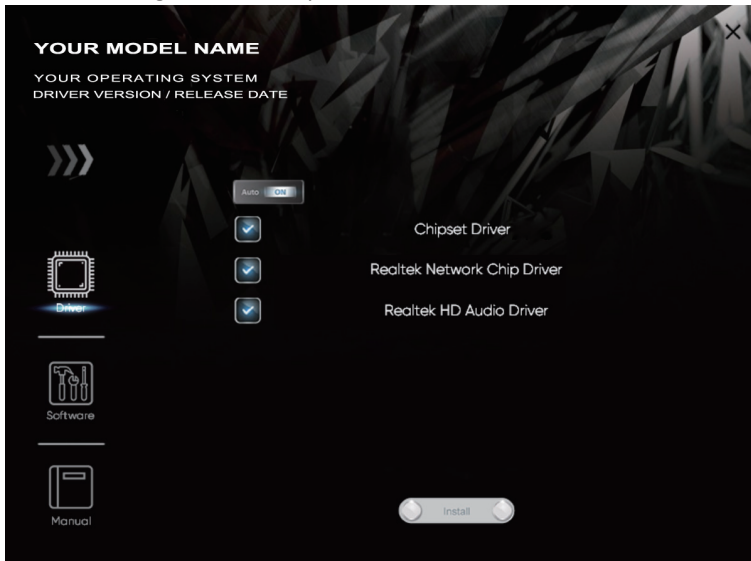 YOUR MODEL NAME
YOUR OPERATING SYSTEM
DRIVER VERSION / RELEASE DATE
Auto ON
Chipset Driver
Realtek Network Chip Driver
Realtek HD Audio Driver
Driver
Software
Manual
Install